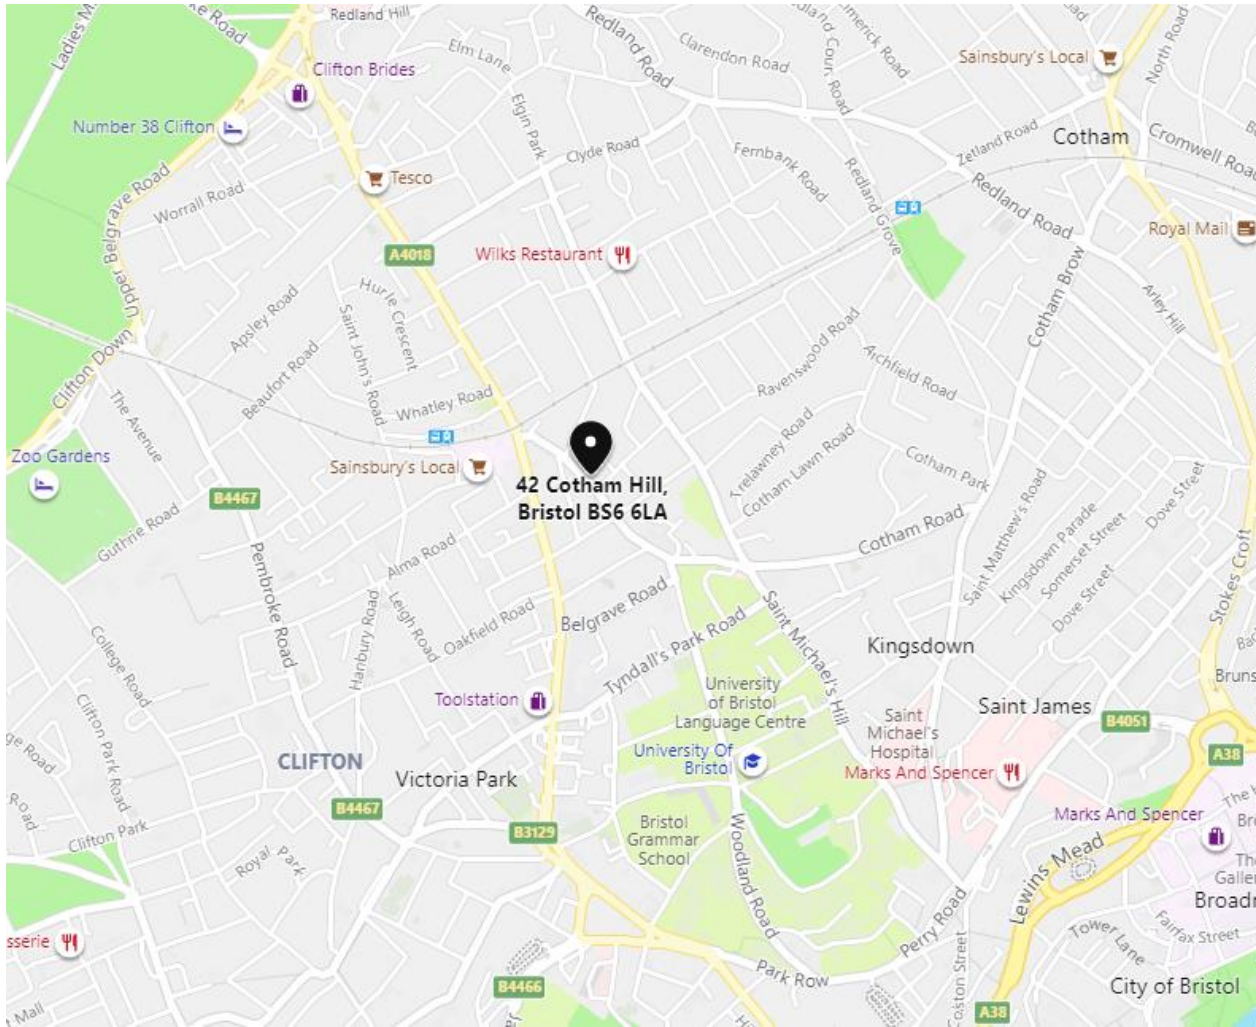 Redland Hill
Ladies M
ke Road
Redland Road
Clarendon Road
Elm Lane
Sainsbury's Local
North Road
Clifton Brides
Number 38 Clifton
Elgin Park
Clyde Road
Fernbank Road
Zetland Road
Cotham
Cromwell Road
Tesco
Worrall Road
Upper Belgrave Road
Redland Grove
Redland Road
Royal Mail
A4018
Wilks Restaurant
Hurle Crescent
Apsley Road
Saint John's Road
Cotham Brow
Arley Hill
Beaufort Road
Ravenswood Road
Archfield Road
Clifton Down
The Avenue
Whatley Road
Zoo Gardens
Sainsbury's Local
42 Cotham Hill,
Bristol BS6 6LA
Trelawney Road
Cotham Lawn Road
Cotham Park
Dove Street
B4467
Guthrie Road
Alma Road
Cotham Road
Saint Matthew's Road
Kingsdown Parade
Somerset Street
Dove Street
Stokes Croft
Pembroke Road
Hanbury Road
Leigh Road
Oakfield Road
Belgrave Road
Tyndall's Park Road
Saint Michael's Hill
Kingsdown
College Road
Clifton Park Road
Toolstation
University
of Bristol
Language Centre
Saint
Michael's
Hospital
Saint James
B4051
Bruns
CLIFTON
Victoria Park
University Of
Bristol
Marks And Spencer
A38
B4467
B3129
Clifton Park
Royal Park
Bristol
Grammar
School
Woodland Road
Marks And Spencer
Lewins Mead
Perry Road
Park Row
Tower Lane
Fairfax Street
sserie
B4466
A38
City of Bristol